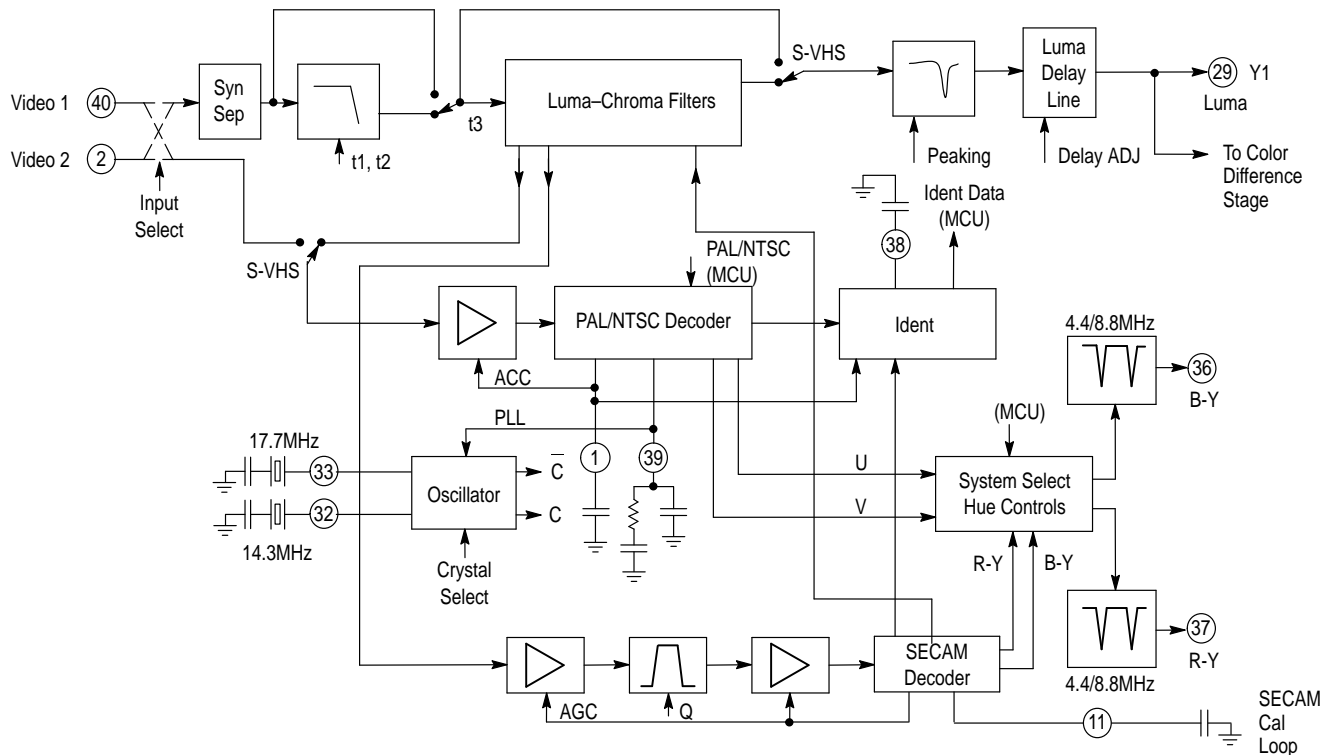 Video 1
40
Video 2
2
Input
Select
Syn
Sep
t1, t2
t3
Luma–Chroma Filters
S-VHS
Peaking
Luma
Delay
Line
Delay ADJ
29 Y1
Luma
To Color
Difference
Stage
S-VHS
PAL/NTSC
(MCU)
PAL/NTSC Decoder
ACC
38
Ident Data
(MCU)
Ident
4.4/8.8MHz
36
B-Y
PLL
17.7MHz
33
32
14.3MHz
Oscillator
C
C
Crystal
Select
1
39
U
V
(MCU)
System Select
Hue Controls
R-Y
B-Y
37
R-Y
4.4/8.8MHz
AGC
Q
SECAM
Decoder
11
SECAM
Cal
Loop